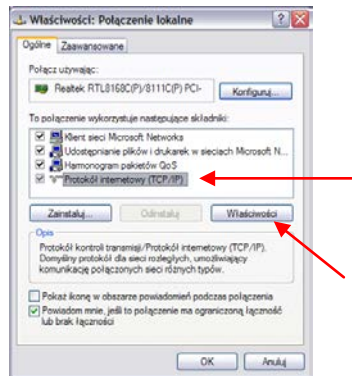 Właściwości: Połączenie lokalne
Ogólne Zaawansowane
Połącz używając:
Realtek RTL8168C(P)/8111C(P) PCI-
Konfiguruj...
To połączenie wykorzystuje następujące składniki:
Klient sieci Microsoft Networks
Udostępnianie plików i drukarek w sieciach Microsoft N...
Harmonogram pakietów QoS
Protokół internetowy (TCP/IP)
Zainstaluj... Odinstaluj Właściwości
Opis
Protokół kontroli transmisji/Protokół internetowy (TCP/IP).
Domyślny protokół dla sieci rozległych, umożliwiający
komunikację połączonych sieci różnych typów.
Pokaż ikonę w obszarze powiadomień podczas połączenia
Powiadom mnie, jeśli to połączenie ma ograniczoną łączność
lub brak łączności
OK Anuluj